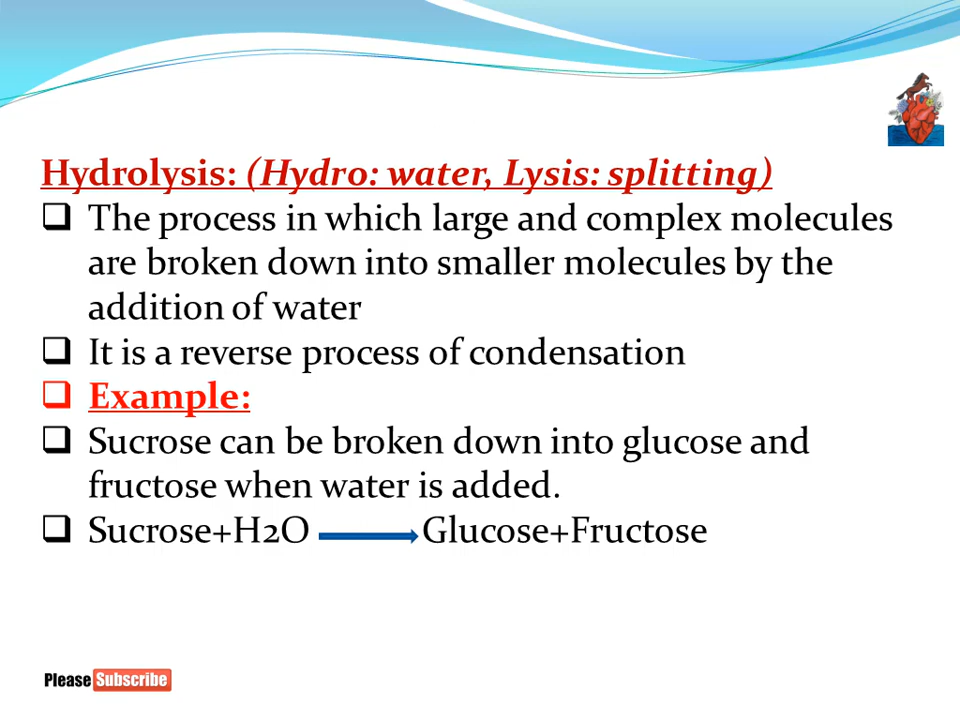 Hydrolysis: (Hydro: water, Lysis: splitting)
❑ The process in which large and complex molecules
are broken down into smaller molecules by the
addition of water
❑ It is a reverse process of condensation
❑ Example:
❑ Sucrose can be broken down into glucose and
fructose when water is added.
❑ Sucrose+H2O → Glucose+Fructose
Please Subscribe